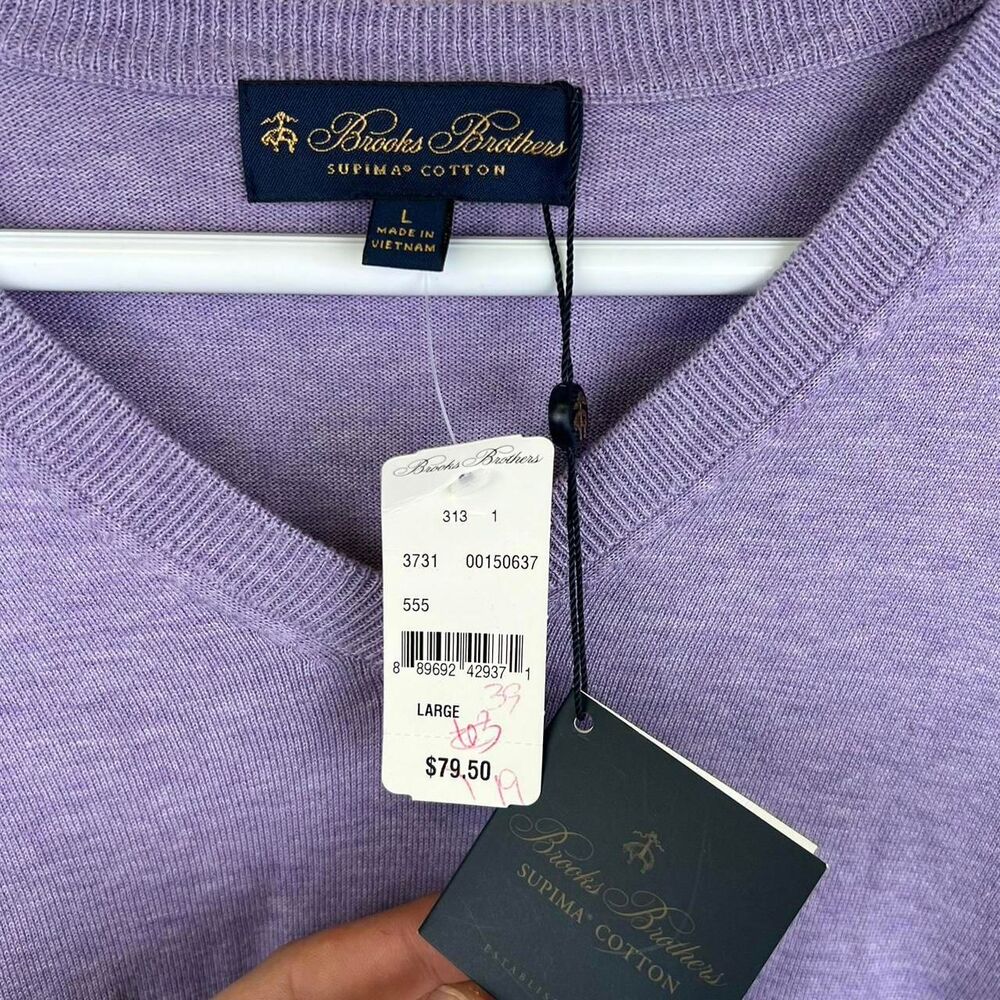 Brooks Brothers
SUPIMA® COTTON
L
MADE IN
VIETNAM
Brooks Brothers
313 1
3731 00150637
555
8 89692 42937 1
LARGE
39
$79.50
19
Brooks Brothers
SUPIMA® COTTON